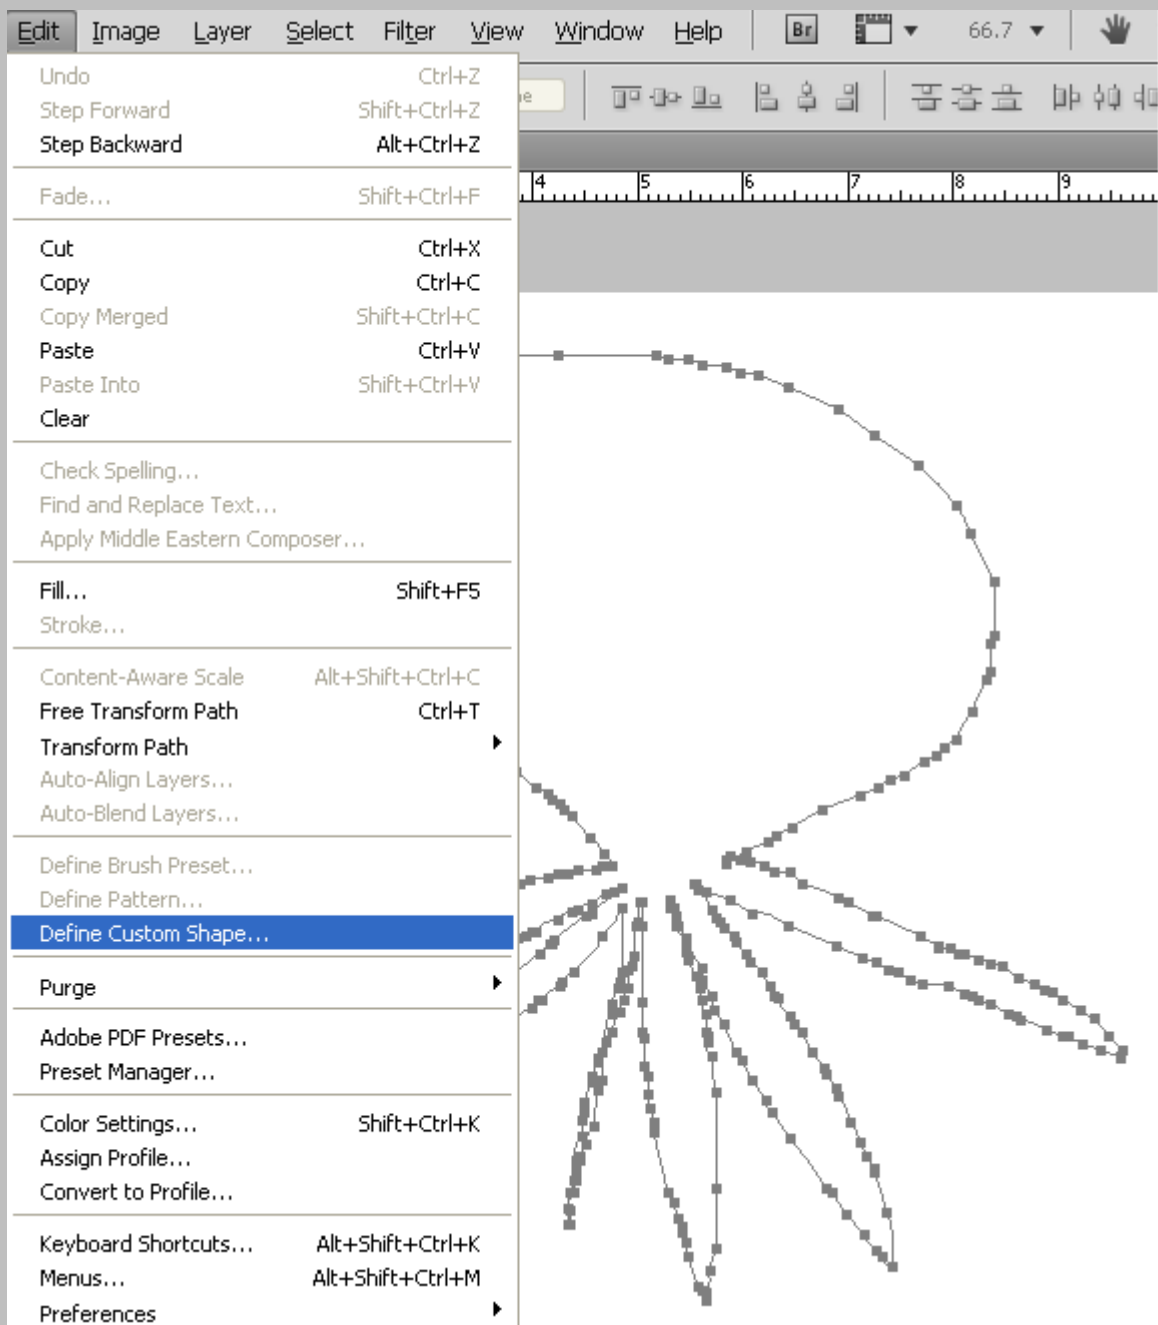 Edit Image Layer Select Filter View Window Help Br 66.7
Undo Ctrl+Z
Step Forward Shift+Ctrl+Z
Step Backward Alt+Ctrl+Z
Fade... Shift+Ctrl+F
4 5 6 7 8 9
Cut Ctrl+X
Copy Ctrl+C
Copy Merged Shift+Ctrl+C
Paste Ctrl+V
Paste Into Shift+Ctrl+V
Clear
Check Spelling...
Find and Replace Text...
Apply Middle Eastern Composer...
Fill... Shift+F5
Stroke...
Content-Aware Scale Alt+Shift+Ctrl+C
Free Transform Path Ctrl+T
Transform Path
Auto-Align Layers...
Auto-Blend Layers...
Define Brush Preset...
Define Pattern...
Define Custom Shape...
Purge
Adobe PDF Presets...
Preset Manager...
Color Settings... Shift+Ctrl+K
Assign Profile...
Convert to Profile...
Keyboard Shortcuts... Alt+Shift+Ctrl+K
Menus... Alt+Shift+Ctrl+M
Preferences